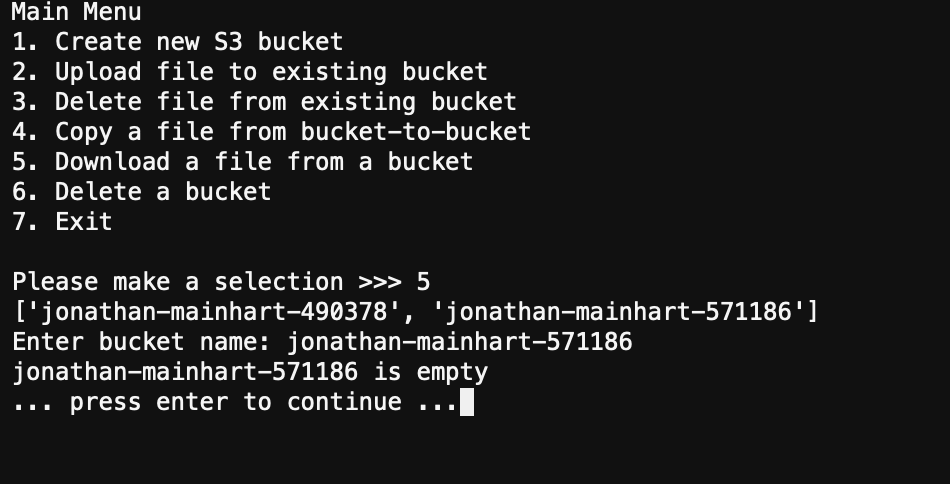 Main Menu
1. Create new S3 bucket
2. Upload file to existing bucket
3. Delete file from existing bucket
4. Copy a file from bucket-to-bucket
5. Download a file from a bucket
6. Delete a bucket
7. Exit
Please make a selection >>> 5
['jonathan-mainhart-490378', 'jonathan-mainhart-571186']
Enter bucket name: jonathan-mainhart-571186
jonathan-mainhart-571186 is empty
... press enter to continue ...